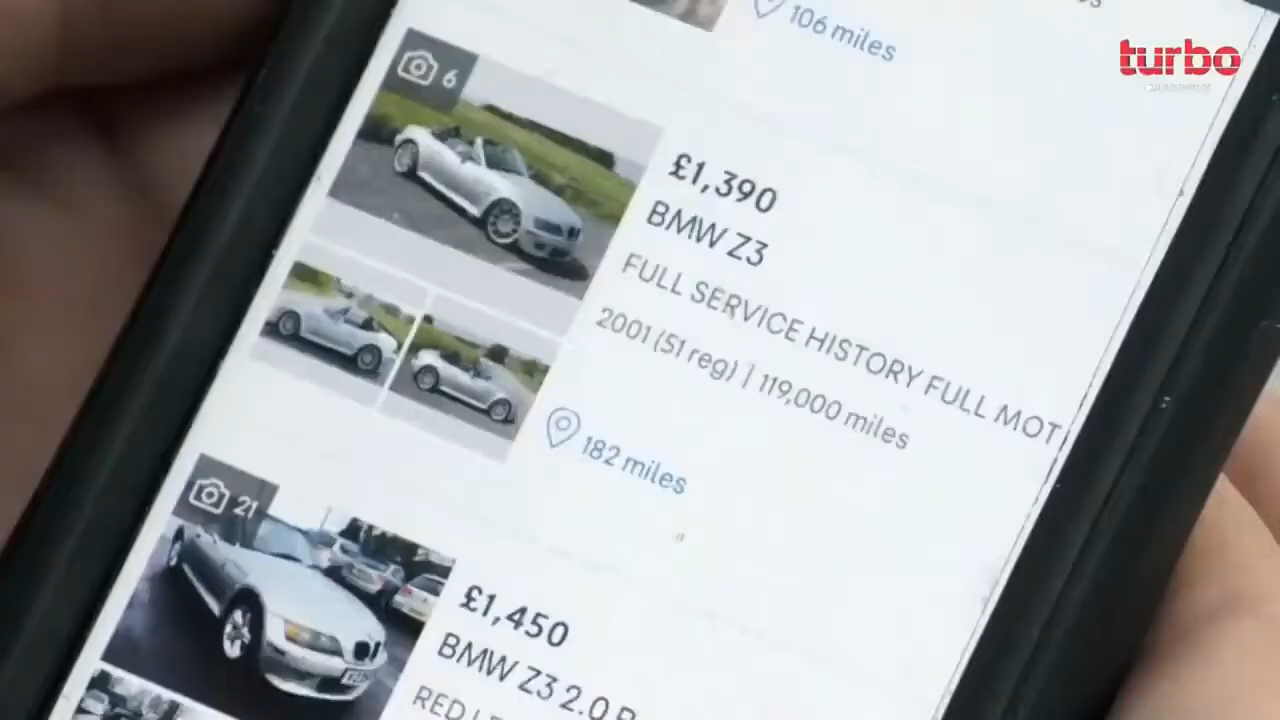 106 miles
turbo
6
£1,390
BMW Z3
FULL SERVICE HISTORY FULL MOT
2001 (51 reg) | 119,000 miles
182 miles
21
£1,450
BMW Z3 2.0
RED